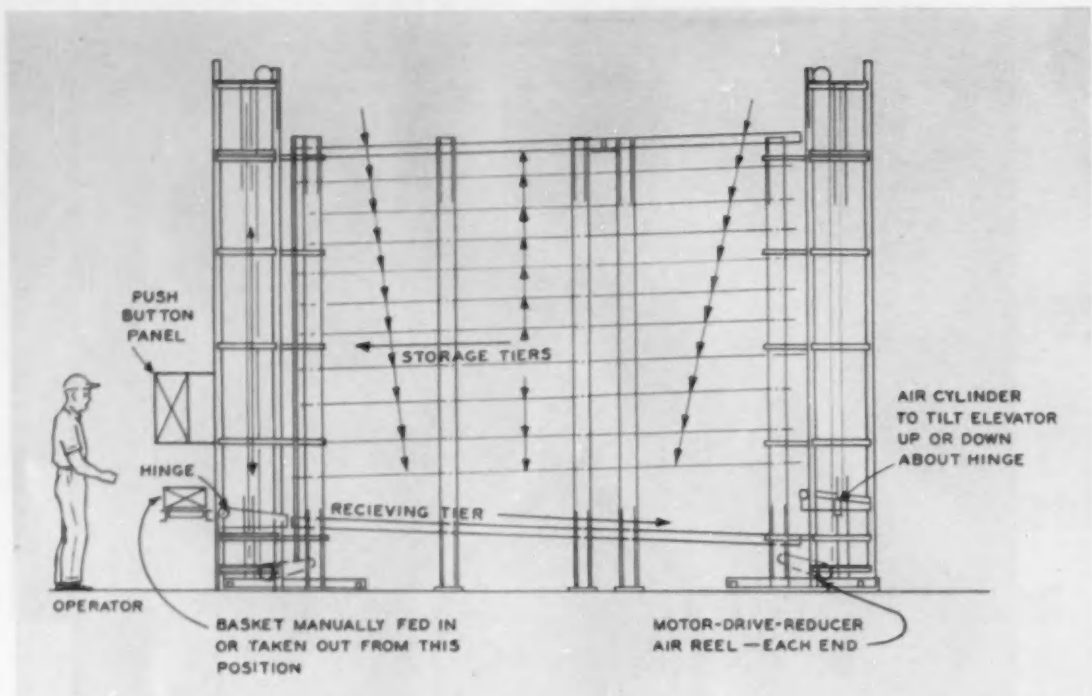 PUSH
BUTTON
PANEL
STORAGE TIERS
AIR CYLINDER
TO TILT ELEVATOR
UP OR DOWN
ABOUT HINGE
HINGE
RECIEVING TIER
OPERATOR
BASKET MANUALLY FED IN
OR TAKEN OUT FROM THIS
POSITION
MOTOR-DRIVE-REDUCER
AIR REEL — EACH END